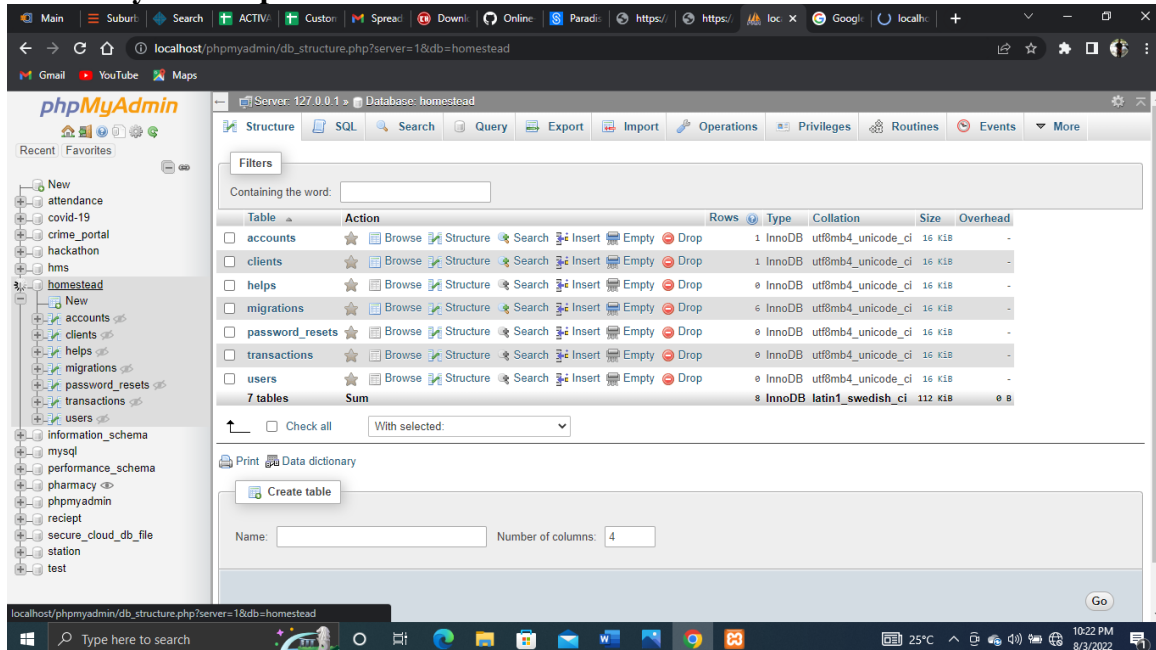 Main Suburb Search ACTIVA Custon Spread Downlo Online Paradis https:/ https:/ loc Googl localho
localhost/phpmyadmin/db_structure.php?server=1&db=homestead
Gmail YouTube Maps
phpMyAdmin
Recent Favorites
New
attendance
covid-19
crime_portal
hackathon
hms
homestead
New
accounts
clients
helps
migrations
password_resets
transactions
users
information_schema
mysql
performance_schema
pharmacy
phpmyadmin
reciept
secure_cloud_db_file
station
test
localhost/phpmyadmin/db_structure.php?server=1&db=homestead
Server: 127.0.0.1 » Database: homestead
Structure SQL Search Query Export Import Operations Privileges Routines Events More
Filters
Containing the word:
Table Action Rows Type Collation Size Overhead
accounts Browse Structure Search Insert Empty Drop 1 InnoDB utf8mb4_unicode_ci 16 KiB -
clients Browse Structure Search Insert Empty Drop 1 InnoDB utf8mb4_unicode_ci 16 KiB -
helps Browse Structure Search Insert Empty Drop 0 InnoDB utf8mb4_unicode_ci 16 KiB -
migrations Browse Structure Search Insert Empty Drop 6 InnoDB utf8mb4_unicode_ci 16 KiB -
password_resets Browse Structure Search Insert Empty Drop 0 InnoDB utf8mb4_unicode_ci 16 KiB -
transactions Browse Structure Search Insert Empty Drop 0 InnoDB utf8mb4_unicode_ci 16 KiB -
users Browse Structure Search Insert Empty Drop 0 InnoDB utf8mb4_unicode_ci 16 KiB -
7 tables Sum 8 InnoDB latin1_swedish_ci 112 KiB 0 B
Check all With selected:
Print Data dictionary
Create table
Name: Number of columns: 4
Go
Type here to search 25°C 10:22 PM
8/3/2022